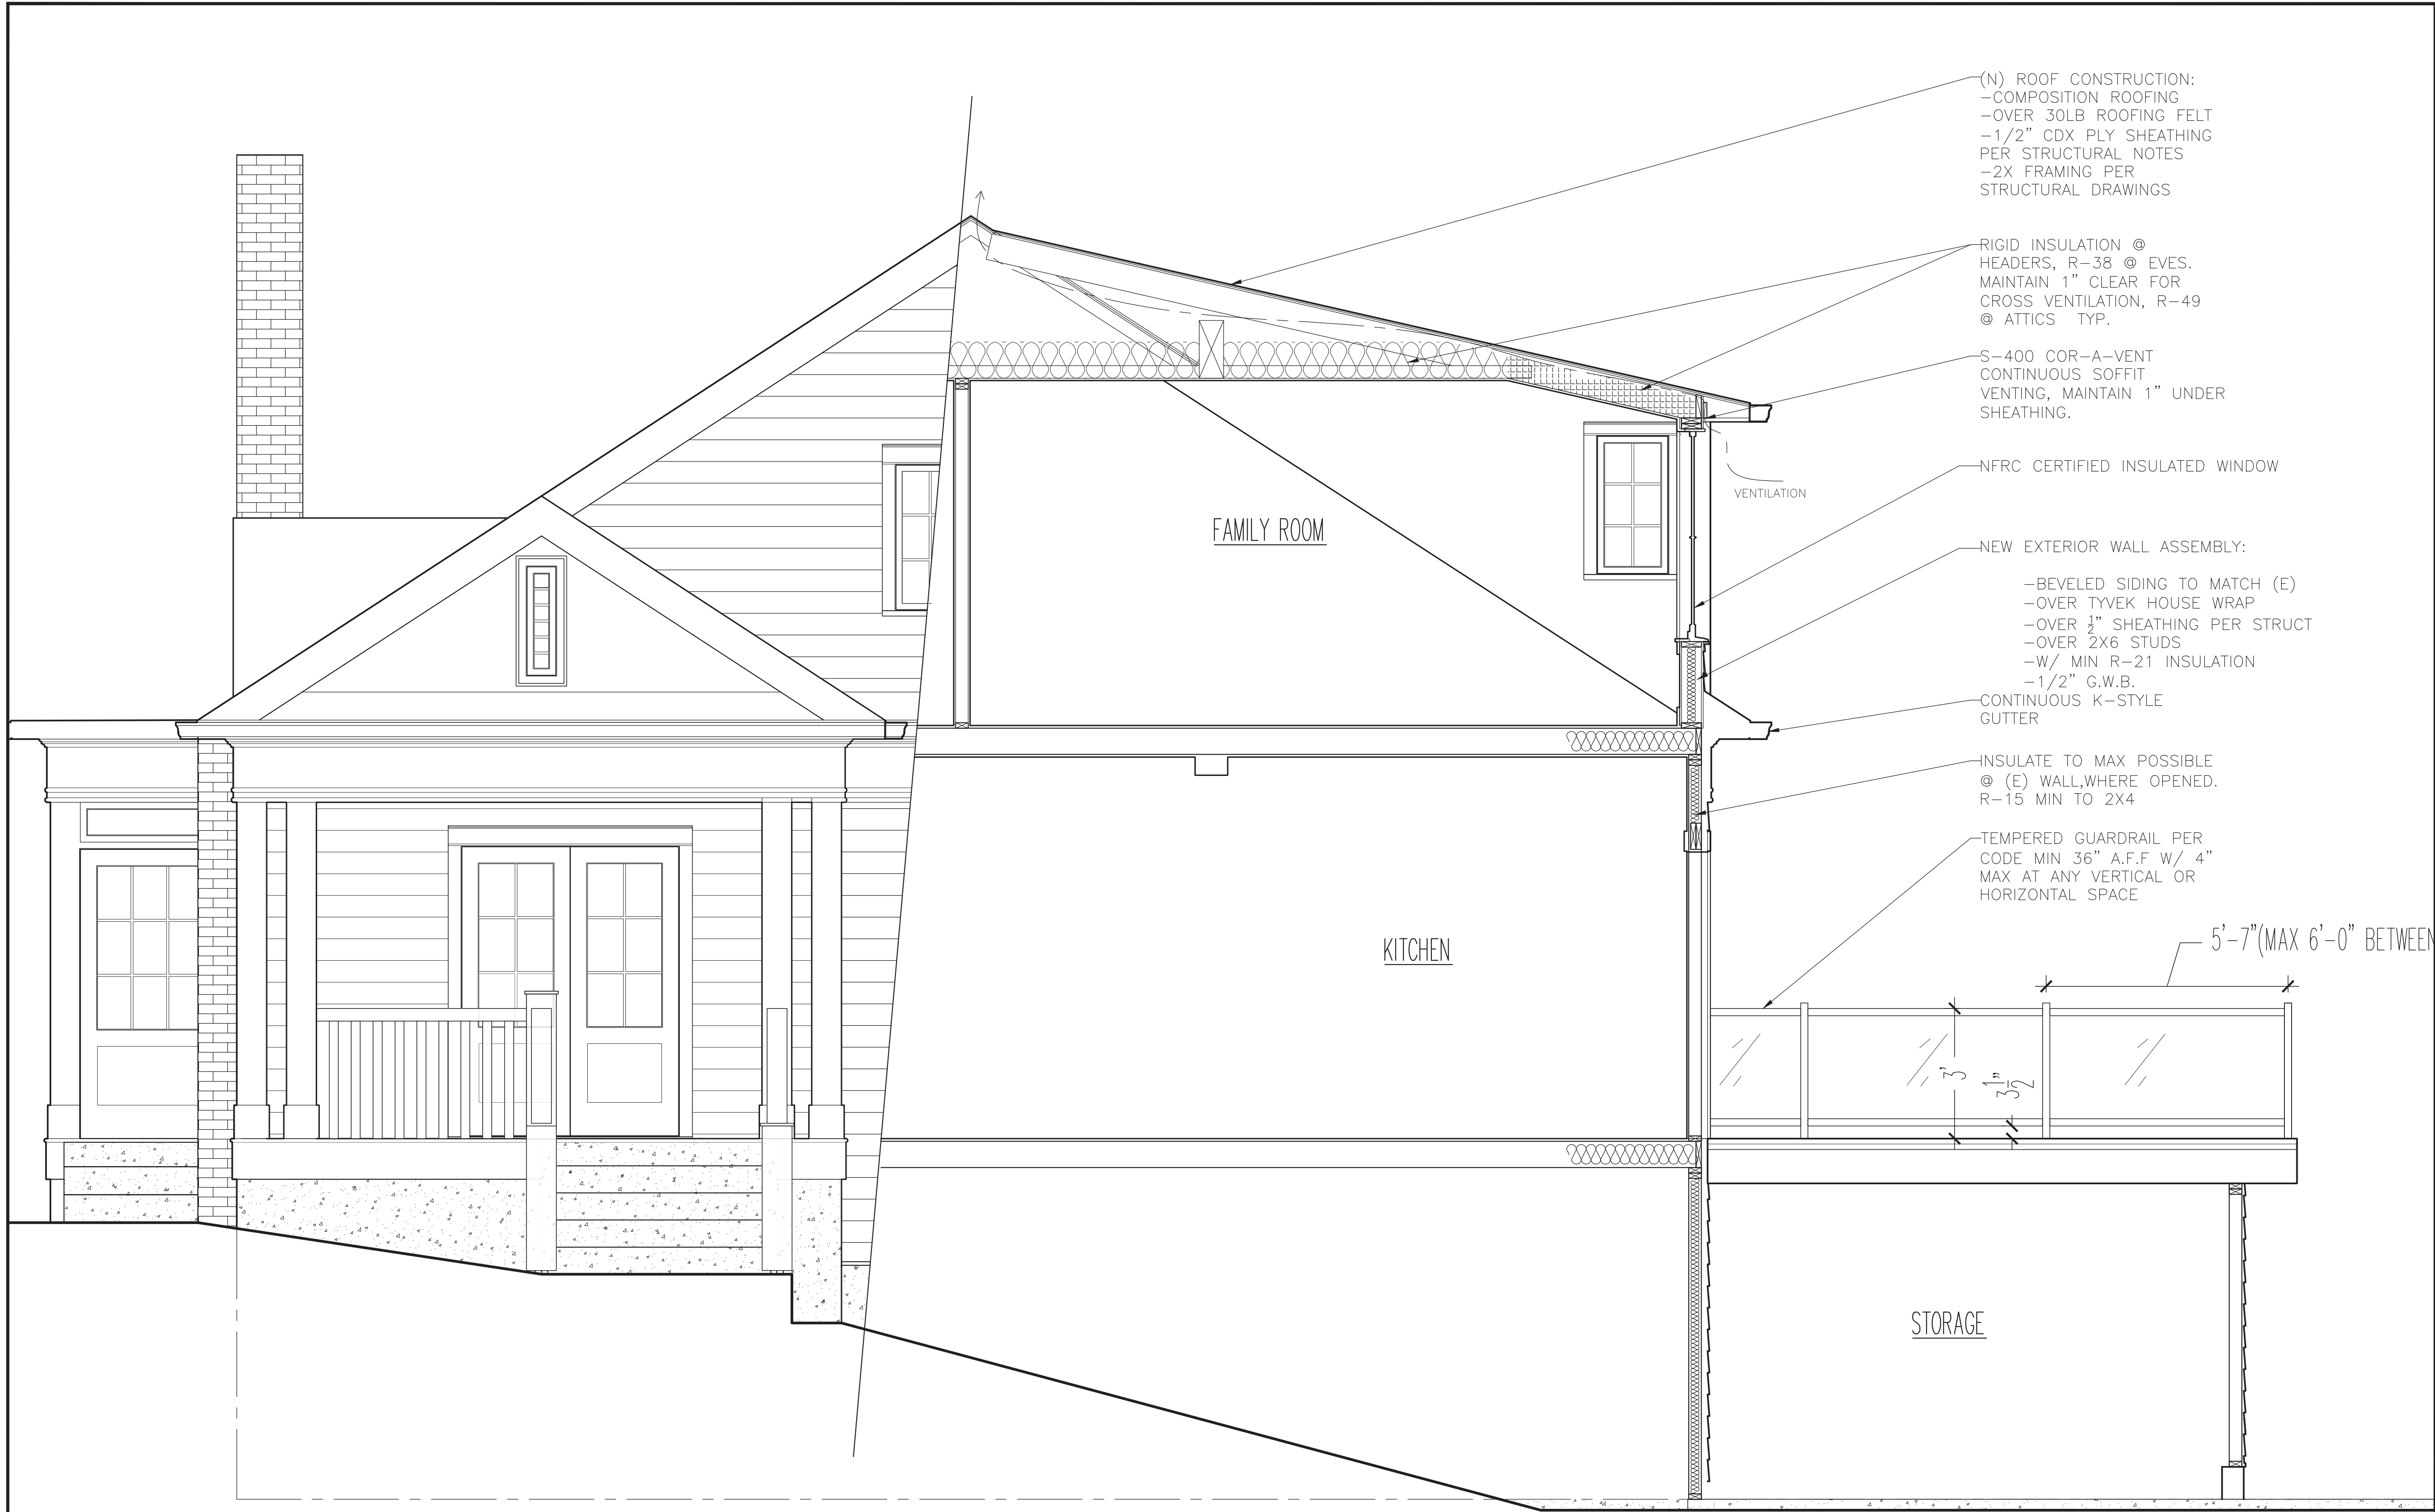 (N) ROOF CONSTRUCTION:
-COMPOSITION ROOFING
-OVER 30LB ROOFING FELT
-1/2" CDX PLY SHEATHING
PER STRUCTURAL NOTES
-2X FRAMING PER
STRUCTURAL DRAWINGS
RIGID INSULATION @
HEADERS, R-38 @ EVES.
MAINTAIN 1" CLEAR FOR
CROSS VENTILATION, R-49
@ ATTICS TYP.
S-400 COR-A-VENT
CONTINUOUS SOFFIT
VENTING, MAINTAIN 1" UNDER
SHEATHING.
NFRC CERTIFIED INSULATED WINDOW
VENTILATION
FAMILY ROOM
NEW EXTERIOR WALL ASSEMBLY:
-BEVELED SIDING TO MATCH (E)
-OVER TYVEK HOUSE WRAP
-OVER 1/2" SHEATHING PER STRUCT
-OVER 2X6 STUDS
-W/ MIN R-21 INSULATION
-1/2" G.W.B.
CONTINUOUS K-STYLE
GUTTER
INSULATE TO MAX POSSIBLE
@ (E) WALL,WHERE OPENED.
R-15 MIN TO 2X4
TEMPERED GUARDRAIL PER
CODE MIN 36" A.F.F W/ 4"
MAX AT ANY VERTICAL OR
HORIZONTAL SPACE
5'-7"(MAX 6'-0" BETWEEN
KITCHEN
3'
3 1/2"
STORAGE